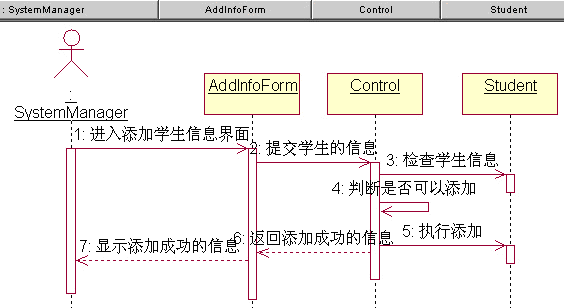 : SystemManager
AddInfoForm
Control
Student
AddInfoForm
Control
Student
:
SystemManager
1: 进入添加学生信息界面
2: 提交学生的信息
3: 检查学生信息
4: 判断是否可以添加
5: 执行添加
6: 返回添加成功的信息
7: 显示添加成功的信息